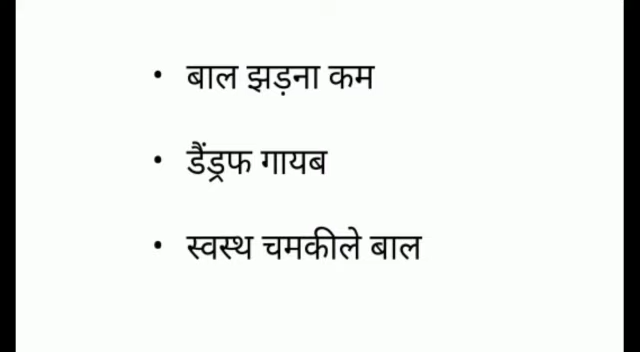 • बाल झड़ना कम
• डैंड्रफ गायब
• स्वस्थ चमकीले बाल